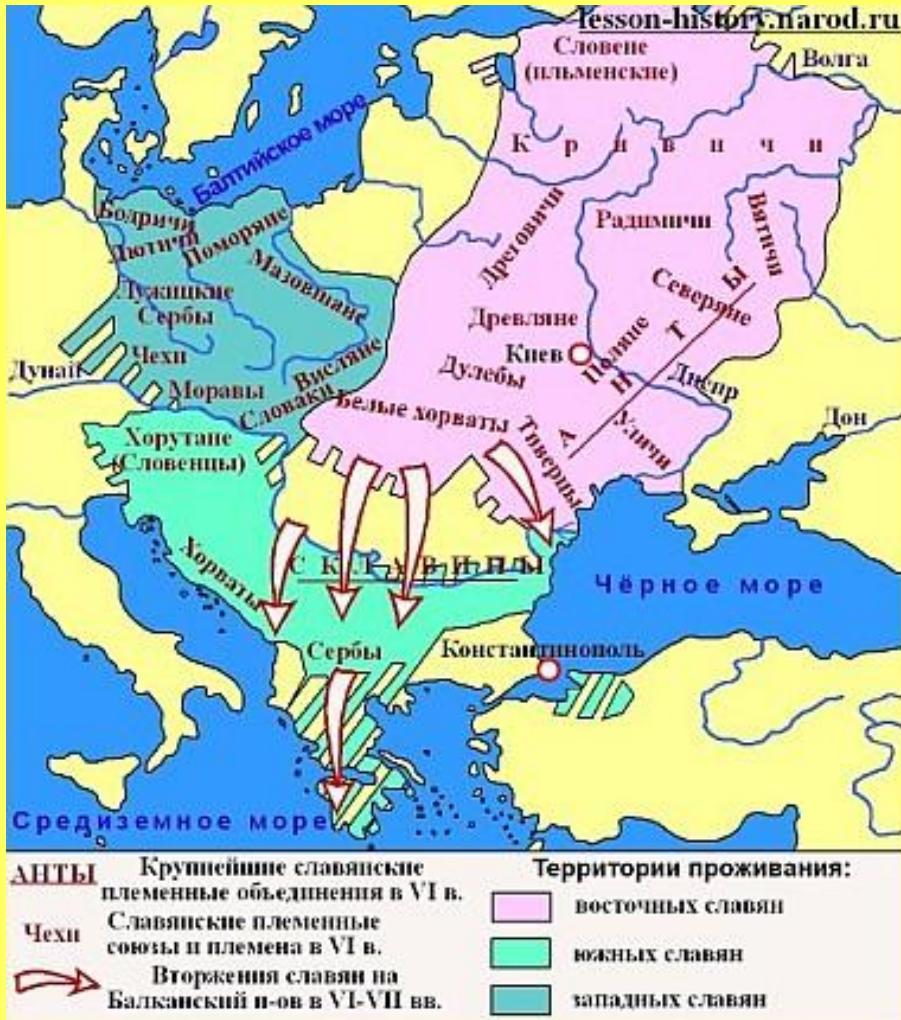 lesson-history.narod.ru
Словене
(ильменские)
Волга
Балтийское море
Кривичи
Бодричи
Лютичи
Поморяне
Дреговичи
Радимичи
Вятичи
Мазовшане
Лужицкие
Сербы
Северяне
Древляне
Киев
Поляне
АНТЫ
Чехи
Висляне
Дулебы
Днепр
Дунай
Моравы
Словаки
Белые хорваты
Тиверцы
Уличи
Дон
Хорутане
(Словенцы)
Хорваты
СКЛАВИНЫ
Чёрное море
Сербы
Константинополь
Средиземное море
АНТЫ
Крупнейшие славянские
племенные объединения в VI в.
Чехи
Славянские племенные
союзы и племена в VI в.
Вторжения славян на
Балканский п-ов в VI-VII вв.
Территории проживания:
восточных славян
южных славян
западных славян